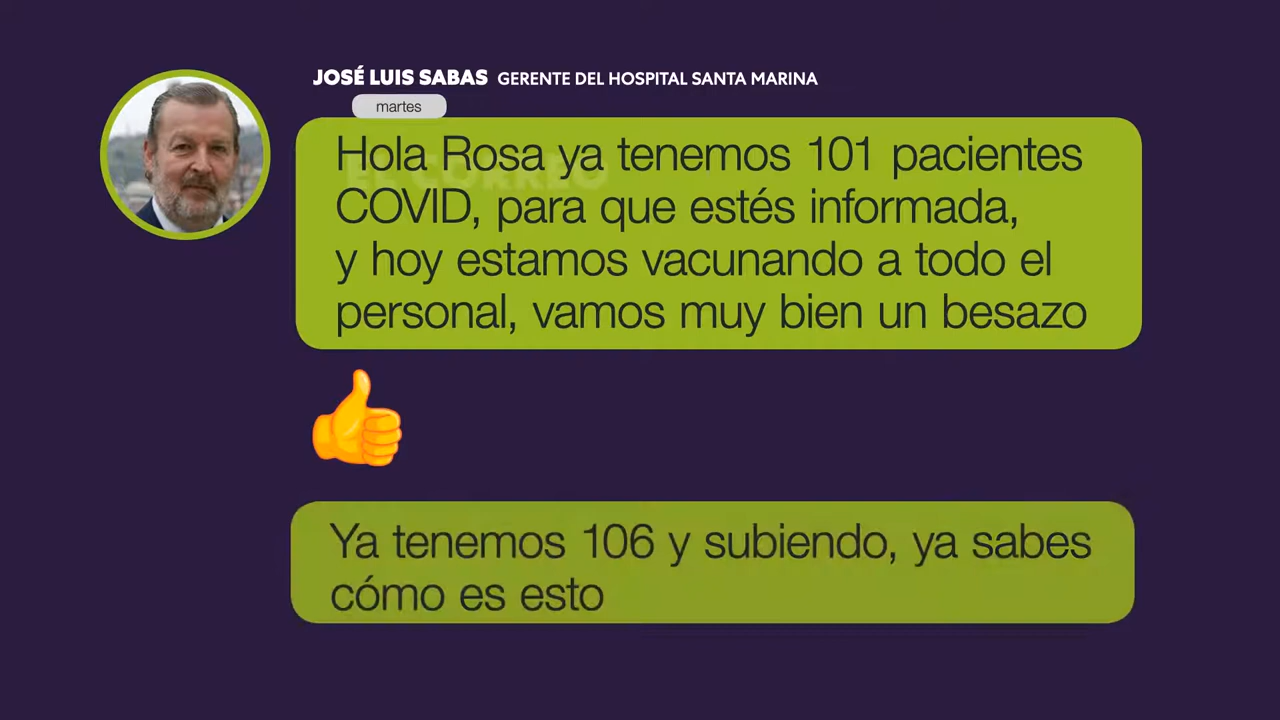 JOSÉ LUIS SABAS GERENTE DEL HOSPITAL SANTA MARINA
martes
Hola Rosa ya tenemos 101 pacientes
COVID, para que estés informada,
y hoy estamos vacunando a todo el
personal, vamos muy bien un besazo
EL CORREO
Ya tenemos 106 y subiendo, ya sabes
cómo es esto